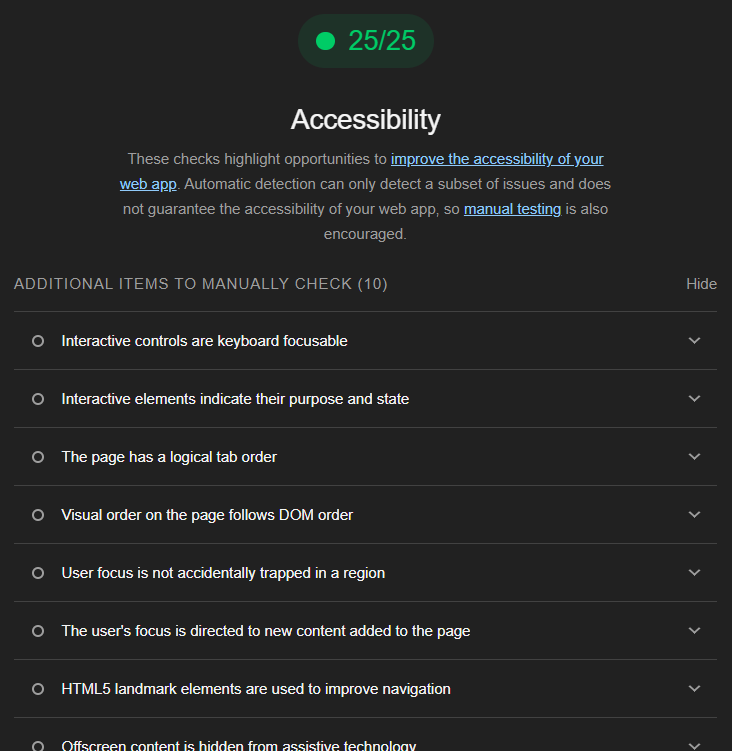 25/25
Accessibility
These checks highlight opportunities to improve the accessibility of your
web app. Automatic detection can only detect a subset of issues and does
not guarantee the accessibility of your web app, so manual testing is also
encouraged.
ADDITIONAL ITEMS TO MANUALLY CHECK (10) Hide
Interactive controls are keyboard focusable
Interactive elements indicate their purpose and state
The page has a logical tab order
Visual order on the page follows DOM order
User focus is not accidentally trapped in a region
The user's focus is directed to new content added to the page
HTML5 landmark elements are used to improve navigation
Offscreen content is hidden from assistive technology